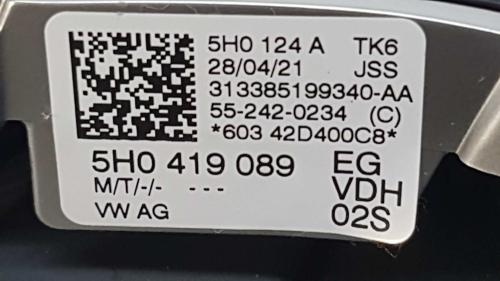 5H0 124 A TK6
28/04/21 JSS
313385199340-AA
55-242-0234 (C)
*603 42D400C8*
5H0 419 089 EG
M/T/-/- --- VDH
VW AG 02S